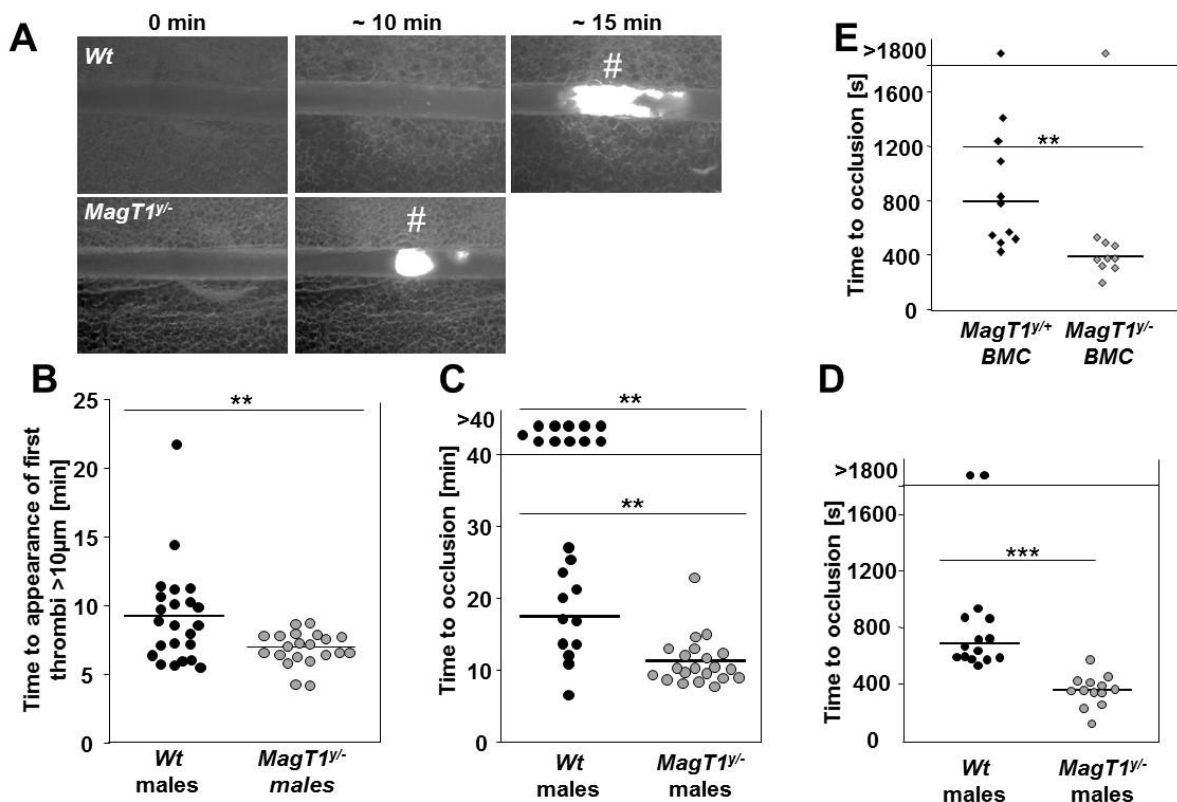 A
0 min
~ 10 min
~ 15 min
Wt
#
MagT1y/-
#
E
>1800
1600
1200
800
400
0
Time to occlusion [s]
**
MagT1y/+ MagT1y/-
BMC BMC
B
25
20
15
10
5
0
Time to appearance of first
thrombi >10µm [min]
**
Wt MagT1y/-
males males
C
>40
40
30
20
10
0
Time to occlusion [min]
**
**
Wt MagT1y/-
males males
D
>1800
1600
1200
800
400
0
Time to occlusion [s]
***
Wt MagT1y/-
males males